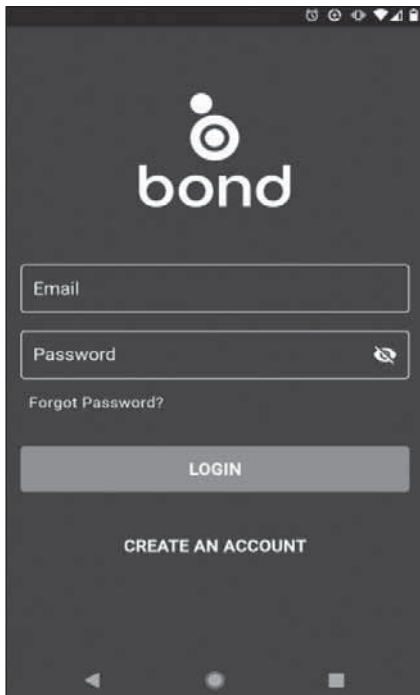 bond
Email
Password
Forgot Password?
LOGIN
CREATE AN ACCOUNT